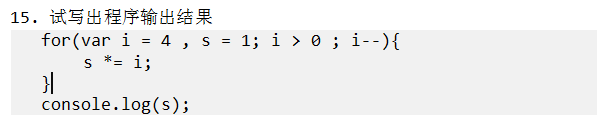 15. 试写出程序输出结果
for(var i = 4 , s = 1; i > 0 ; i--){
s *= i;
}
console.log(s);